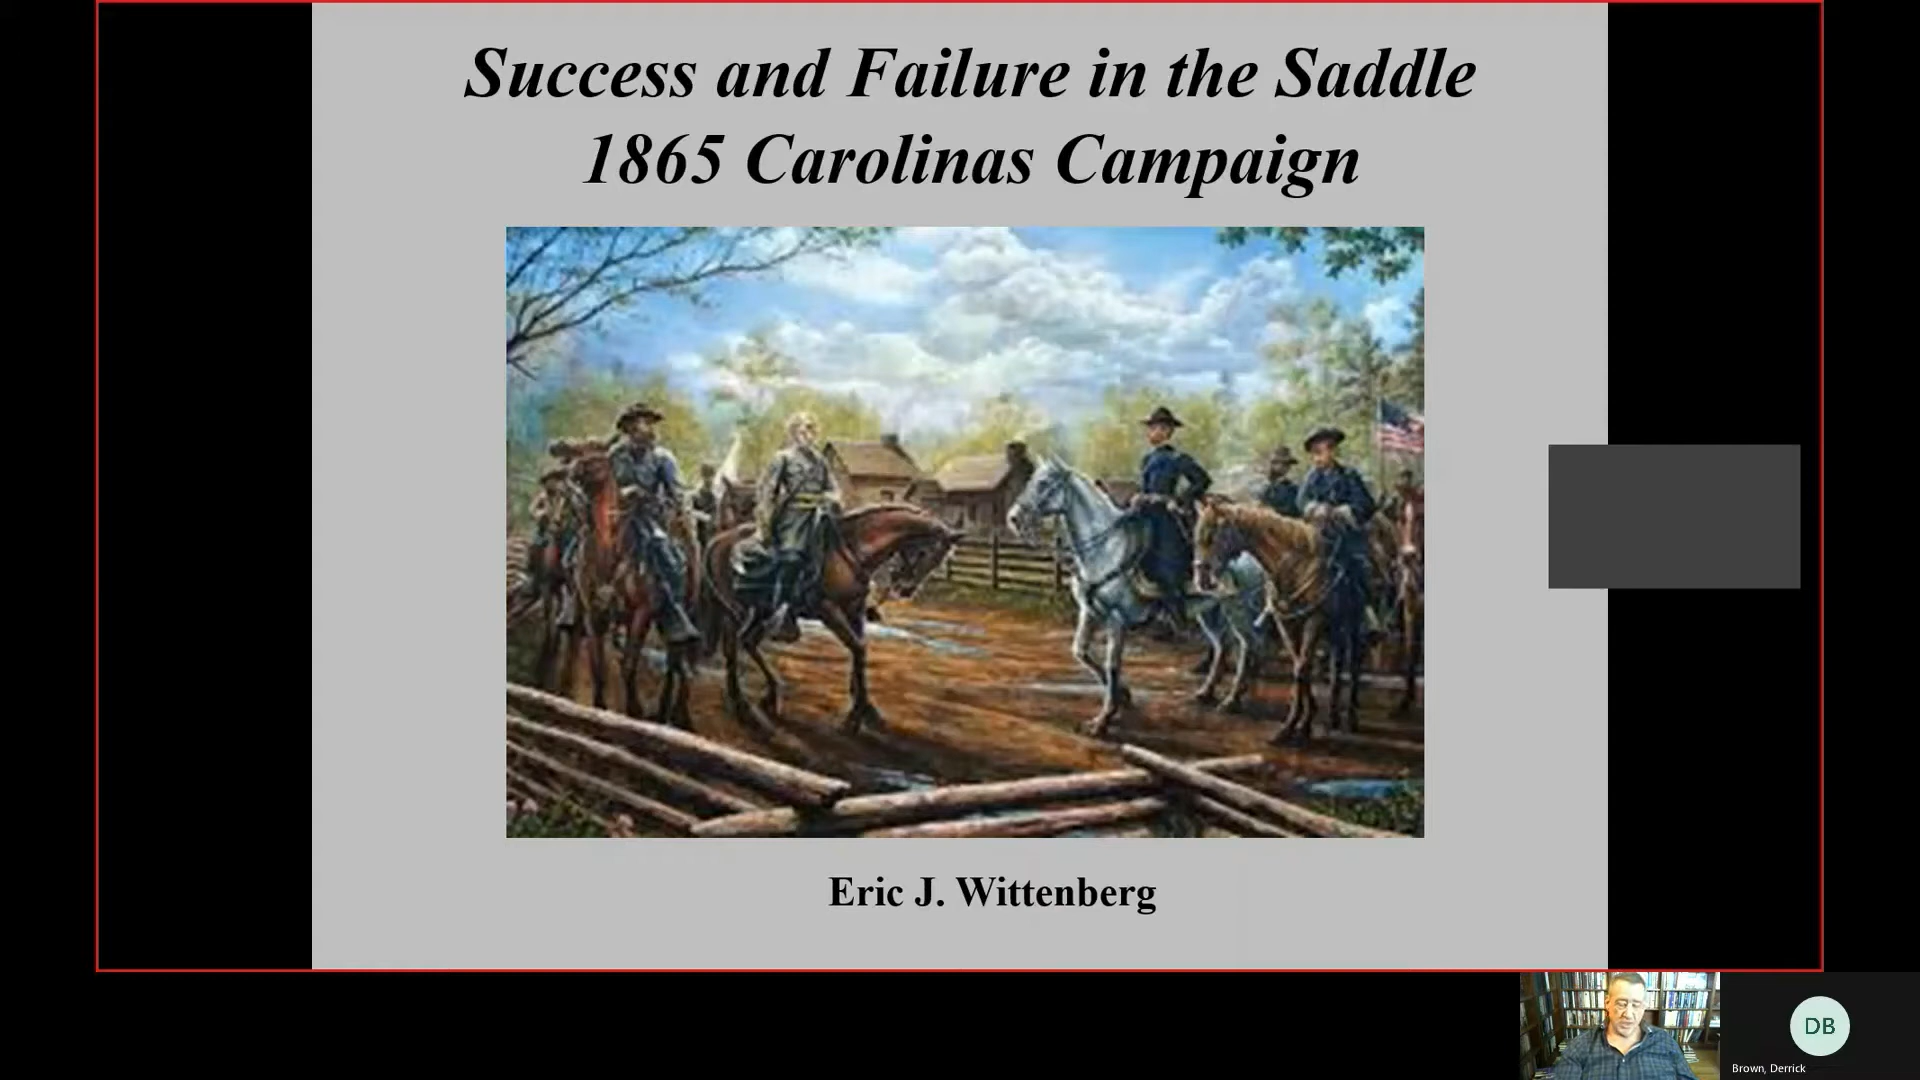 Success and Failure in the Saddle
1865 Carolinas Campaign
Eric J. Wittenberg
DB
Brown, Derrick